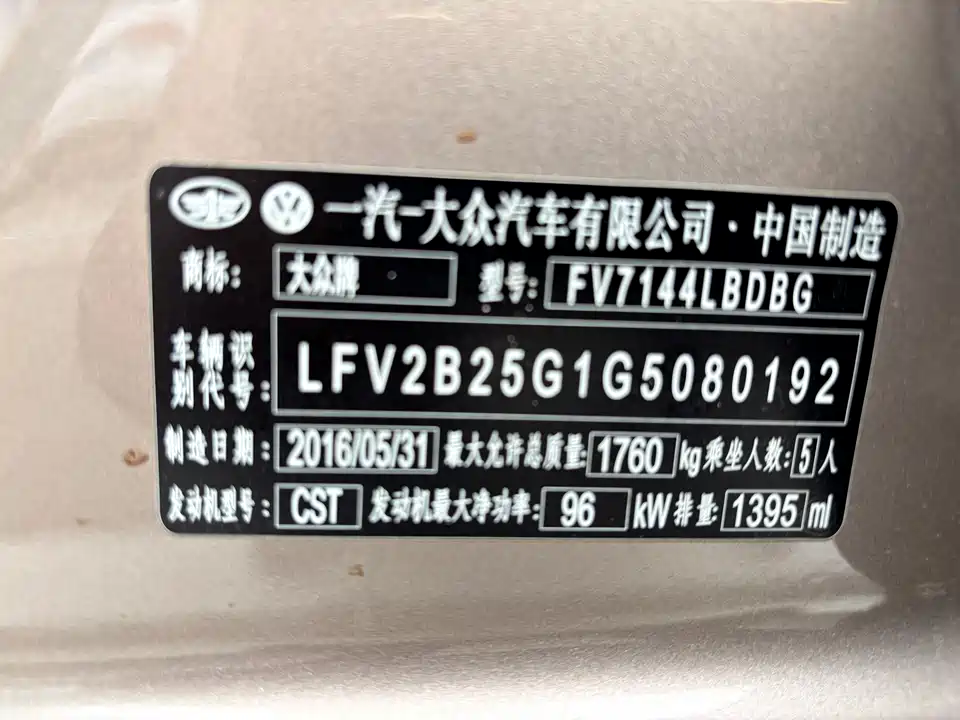 一汽-大众汽车有限公司·中国制造
商标: 大众牌 型号: FV7144LBDBG
车辆识别代号: LFV2B25G1G5080192
制造日期: 2016/05/31 最大允许总质量: 1760 kg 乘坐人数: 5 人
发动机型号: CST 发动机最大净功率: 96 kW 排量: 1395 ml